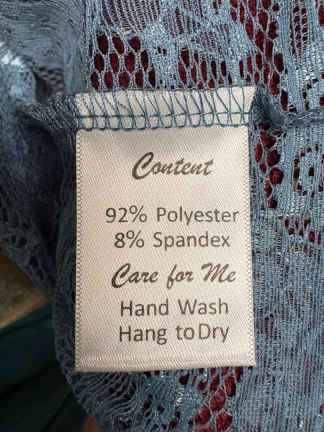 Content
92% Polyester
8% Spandex
Care for Me
Hand Wash
Hang to Dry